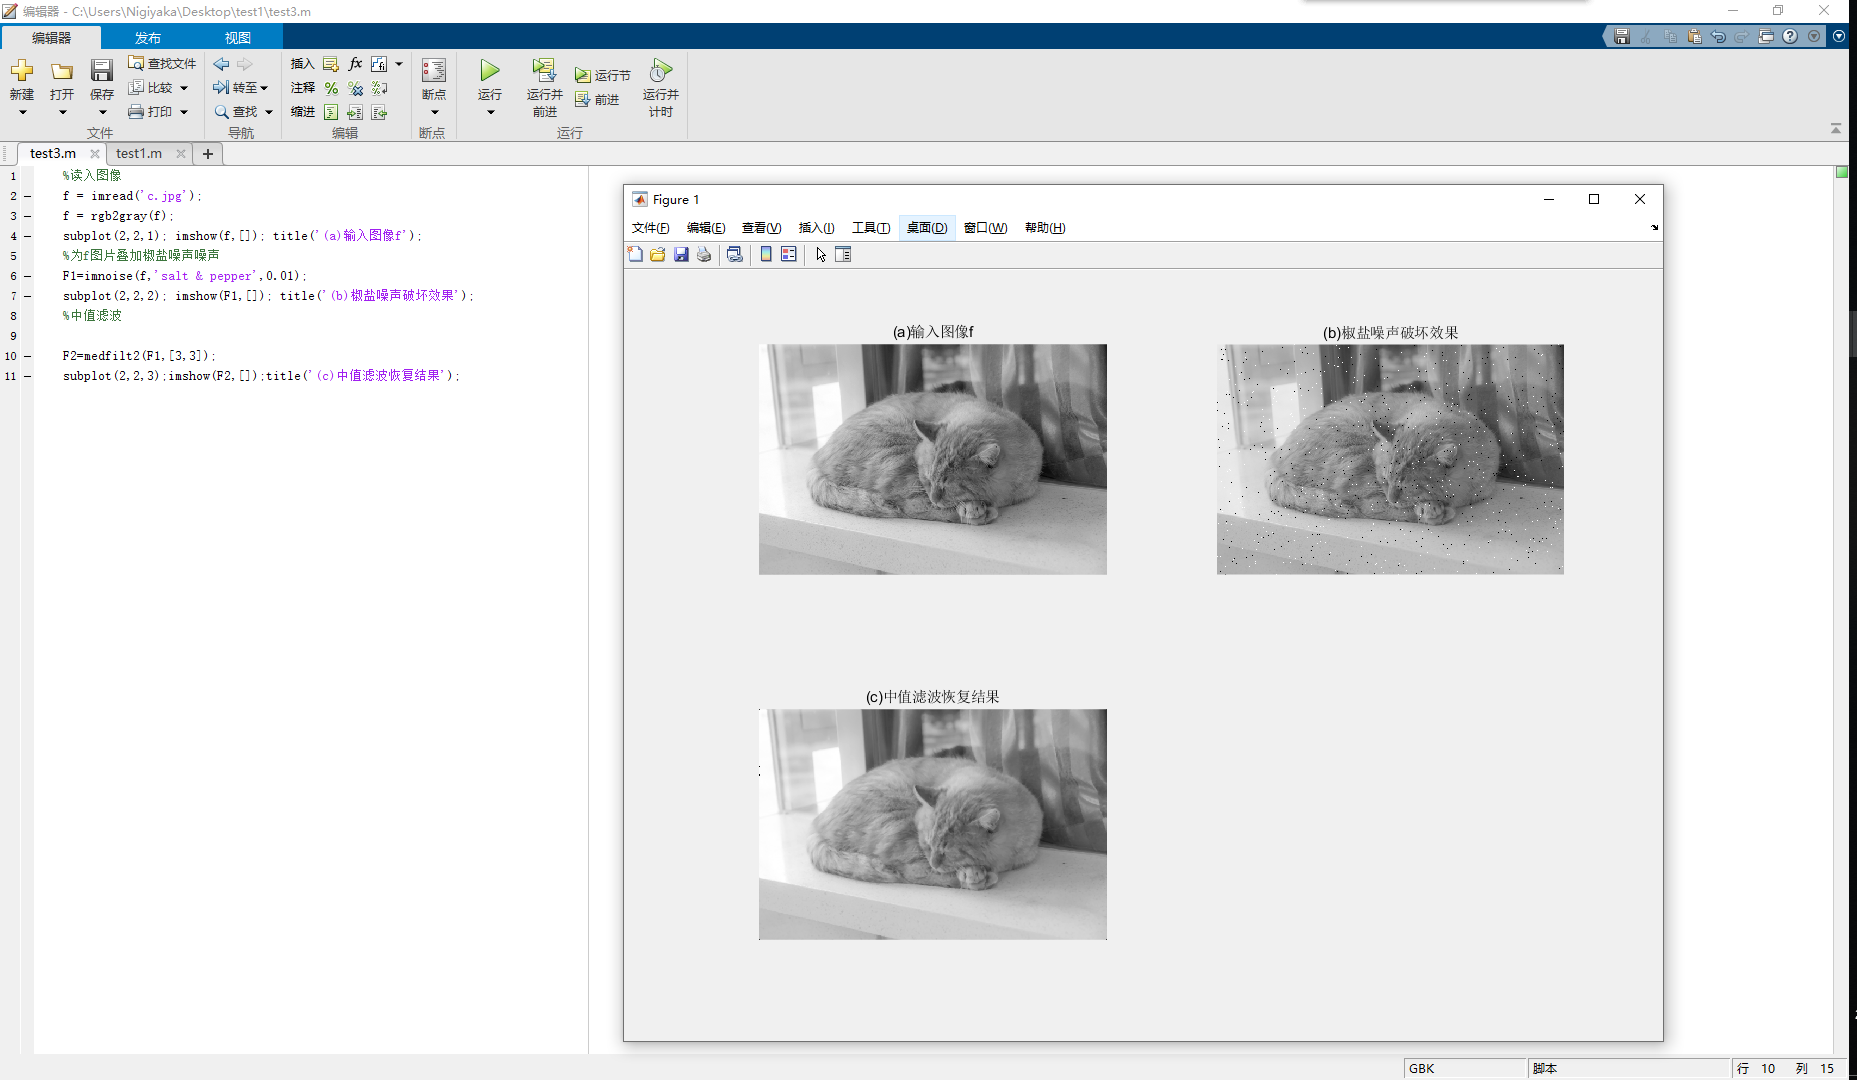 编辑器 - C:\Users\Nigiyaka\Desktop\test1\test3.m
编辑器 发布 视图
新建 打开 保存 查找文件 比较 打印
文件
转至 查找
导航
插入 fx
注释
缩进
编辑
断点
断点
运行 运行并前进 运行节 前进 运行并计时
运行
test3.m test1.m
1 %读入图像
2 f = imread('c.jpg');
3 f = rgb2gray(f);
4 subplot(2,2,1); imshow(f,[]); title('(a)输入图像f');
5 %为f图片叠加椒盐噪声噪声
6 F1=imnoise(f,'salt & pepper',0.01);
7 subplot(2,2,2); imshow(F1,[]); title('(b)椒盐噪声破坏效果');
8 %中值滤波
9
10 F2=medfilt2(F1,[3,3]);
11 subplot(2,2,3);imshow(F2,[]);title('(c)中值滤波恢复结果');
Figure 1
文件(F) 编辑(E) 查看(V) 插入(I) 工具(T) 桌面(D) 窗口(W) 帮助(H)
(a)输入图像f
(b)椒盐噪声破坏效果
(c)中值滤波恢复结果
GBK 脚本 行 10 列 15